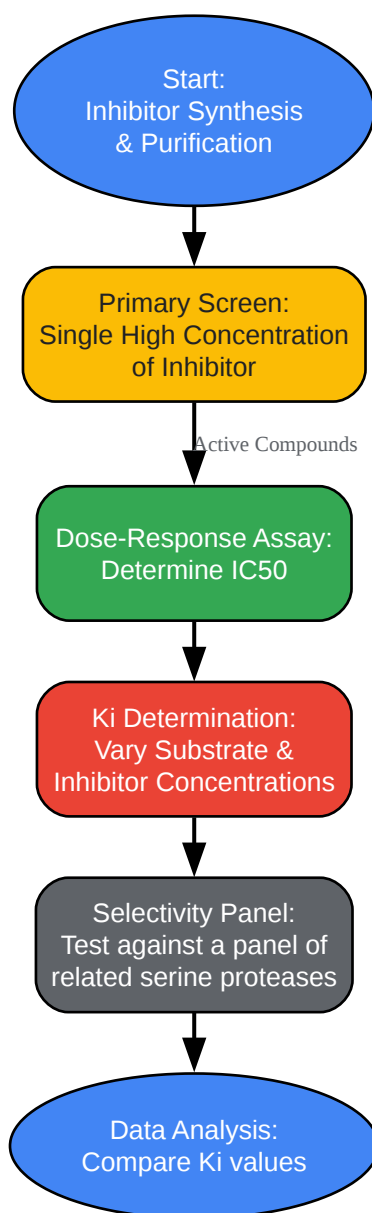 Start:
Inhibitor Synthesis
& Purification
Primary Screen:
Single High Concentration
of Inhibitor
Active Compounds
Dose-Response Assay:
Determine IC50
Ki Determination:
Vary Substrate &
Inhibitor Concentrations
Selectivity Panel:
Test against a panel of
related serine proteases
Data Analysis:
Compare Ki values